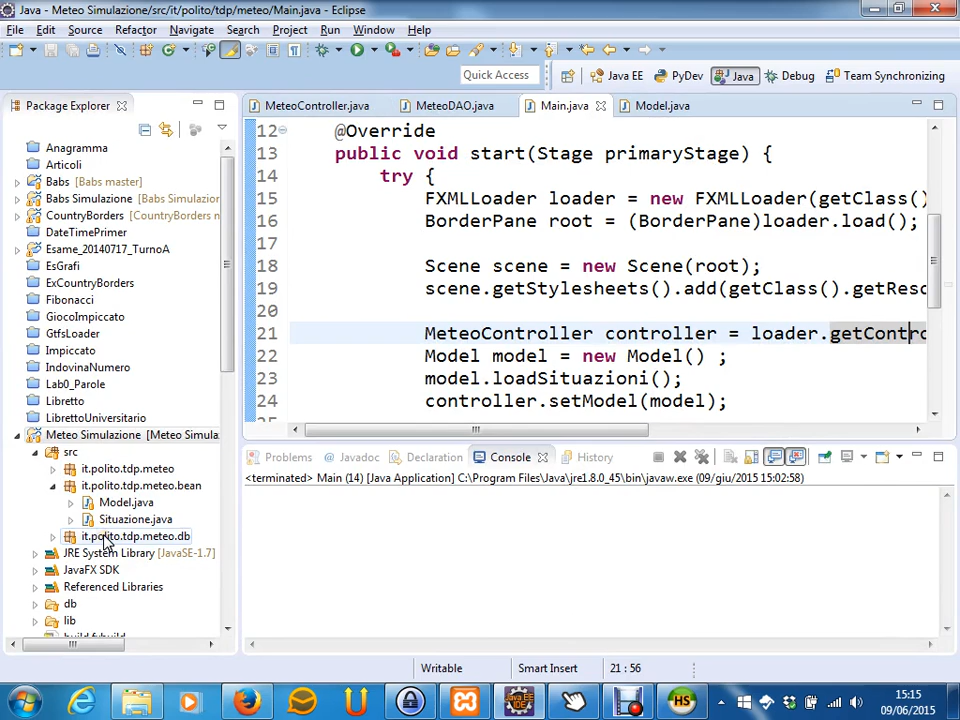 Java - Meteo Simulazione/src/it/polito/tdp/meteo/Main.java - Eclipse
File Edit Source Refactor Navigate Search Project Run Window Help
Quick Access Java EE PyDev Java Debug Team Synchronizing
Package Explorer
MeteoController.java MeteoDAO.java Main.java Model.java
Anagramma
Articoli
Babs [Babs master]
Babs Simulazione [Babs Simulazione
CountryBorders [CountryBorders n
DateTimePrimer
Esame_20140717_TurnoA
EsGrafi
ExCountryBorders
Fibonacci
GiocoImpiccato
GtfsLoader
Impiccato
IndovinaNumero
Lab0_Parole
Libretto
LibrettoUniversitario
Meteo Simulazione [Meteo Simula
src
it.polito.tdp.meteo
it.polito.tdp.meteo.bean
Model.java
Situazione.java
it.polito.tdp.meteo.db
JRE System Library [JavaSE-1.7]
JavaFX SDK
Referenced Libraries
db
lib
build.fxbuild
12 @Override
13 public void start(Stage primaryStage) {
14 try {
15 FXMLLoader loader = new FXMLLoader(getClass()
16 BorderPane root = (BorderPane)loader.load();
17
18 Scene scene = new Scene(root);
19 scene.getStylesheets().add(getClass().getReso
20
21 MeteoController controller = loader.getContro
22 Model model = new Model() ;
23 model.loadSituazioni();
24 controller.setModel(model);
Problems Javadoc Declaration Console History
<terminated> Main (14) [Java Application] C:\Program Files\Java\jre1.8.0_45\bin\javaw.exe (09/giu/2015 15:02:58)
Writable Smart Insert 21 : 56
15:15
09/06/2015